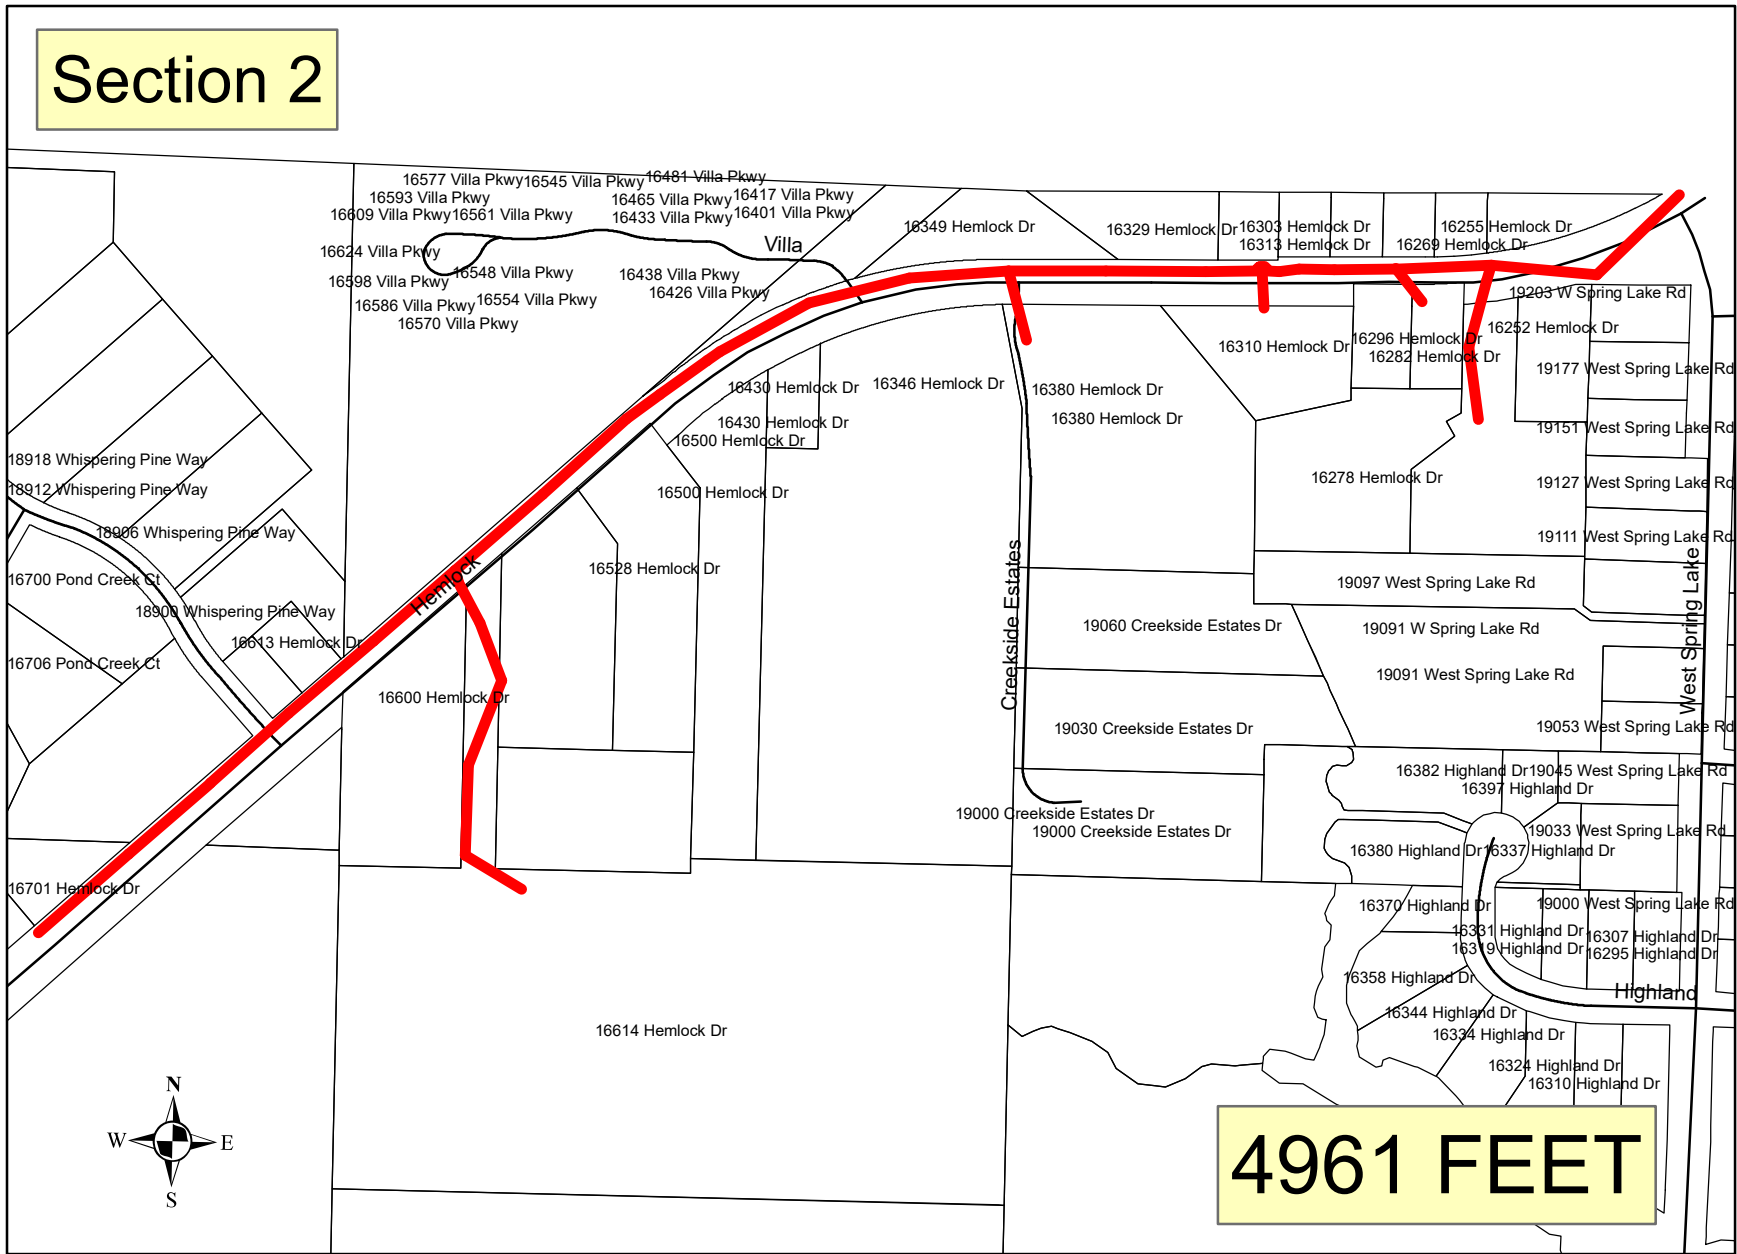 Section 2
16577 Villa Pkwy
16545 Villa Pkwy
16481 Villa Pkwy
16593 Villa Pkwy
16465 Villa Pkwy
16417 Villa Pkwy
16609 Villa Pkwy
16561 Villa Pkwy
16433 Villa Pkwy
16401 Villa Pkwy
16349 Hemlock Dr
16329 Hemlock Dr
16303 Hemlock Dr
16255 Hemlock Dr
16313 Hemlock Dr
16269 Hemlock Dr
Villa
16624 Villa Pkwy
16548 Villa Pkwy
16438 Villa Pkwy
16598 Villa Pkwy
16426 Villa Pkwy
16586 Villa Pkwy
16554 Villa Pkwy
16570 Villa Pkwy
19203 W Spring Lake Rd
16252 Hemlock Dr
16310 Hemlock Dr
16296 Hemlock Dr
16282 Hemlock Dr
19177 West Spring Lake Rd
16430 Hemlock Dr
16346 Hemlock Dr
16380 Hemlock Dr
16430 Hemlock Dr
16380 Hemlock Dr
16500 Hemlock Dr
19151 West Spring Lake Rd
18918 Whispering Pine Way
18912 Whispering Pine Way
16500 Hemlock Dr
16278 Hemlock Dr
19127 West Spring Lake Rd
18906 Whispering Pine Way
19111 West Spring Lake Rd
16700 Pond Creek Ct
Hemlock
16528 Hemlock Dr
Creekside Estates
19097 West Spring Lake Rd
West Spring Lake
18900 Whispering Pine Way
16613 Hemlock Dr
19060 Creekside Estates Dr
19091 W Spring Lake Rd
16706 Pond Creek Ct
19091 West Spring Lake Rd
16600 Hemlock Dr
19030 Creekside Estates Dr
19053 West Spring Lake Rd
16382 Highland Dr
19045 West Spring Lake Rd
16397 Highland Dr
19000 Creekside Estates Dr
19000 Creekside Estates Dr
19033 West Spring Lake Rd
16380 Highland Dr
16337 Highland Dr
16701 Hemlock Dr
16370 Highland Dr
19000 West Spring Lake Rd
16331 Highland Dr
16307 Highland Dr
16319 Highland Dr
16295 Highland Dr
16358 Highland Dr
Highland
16344 Highland Dr
16614 Hemlock Dr
16334 Highland Dr
16324 Highland Dr
16310 Highland Dr
N
W
E
S
4961 FEET